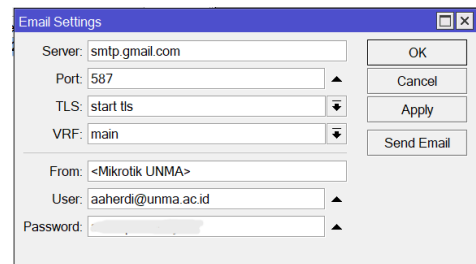 Email Settings
Server: smtp.gmail.com
OK
Port: 587
Cancel
TLS: start tls
Apply
VRF: main
Send Email
From: <Mikrotik UNMA>
User: aaherdi@unma.ac.id
Password: